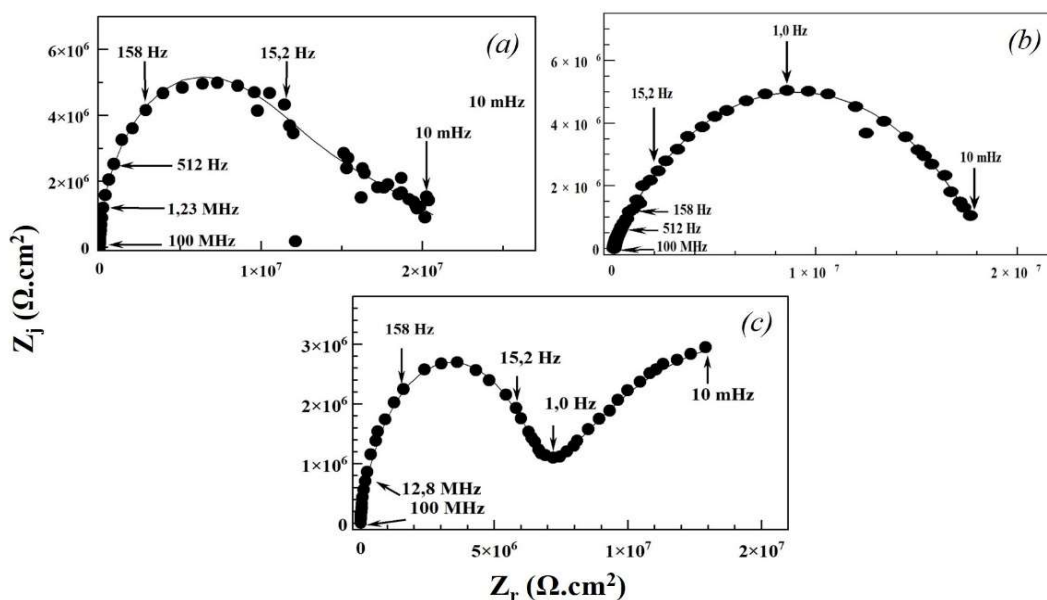 (a)
6×10⁶
4×10⁶
2×10⁶
0
158 Hz
15,2 Hz
10 mHz
10 mHz
512 Hz
1,23 MHz
100 MHz
0
1×10⁷
2×10⁷
(b)
6 × 10⁶
4 × 10⁶
2 × 10⁶
0
1,0 Hz
15,2 Hz
10 mHz
158 Hz
512 Hz
100 MHz
0
1 × 10⁷
2 × 10⁷
(c)
3×10⁶
2×10⁶
1×10⁶
0
158 Hz
15,2 Hz
1,0 Hz
10 mHz
12,8 MHz
100 MHz
0
5×10⁶
1×10⁷
2×10⁷
Zⱼ (Ω.cm²)
Zᵣ (Ω.cm²)